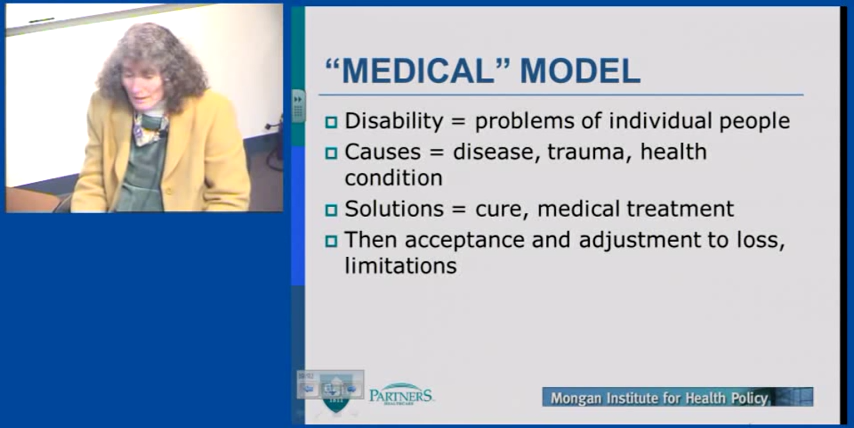 “MEDICAL” MODEL
Disability = problems of individual people
Causes = disease, trauma, health
condition
Solutions = cure, medical treatment
Then acceptance and adjustment to loss,
limitations
PARTNERS
Mongan Institute for Health Policy